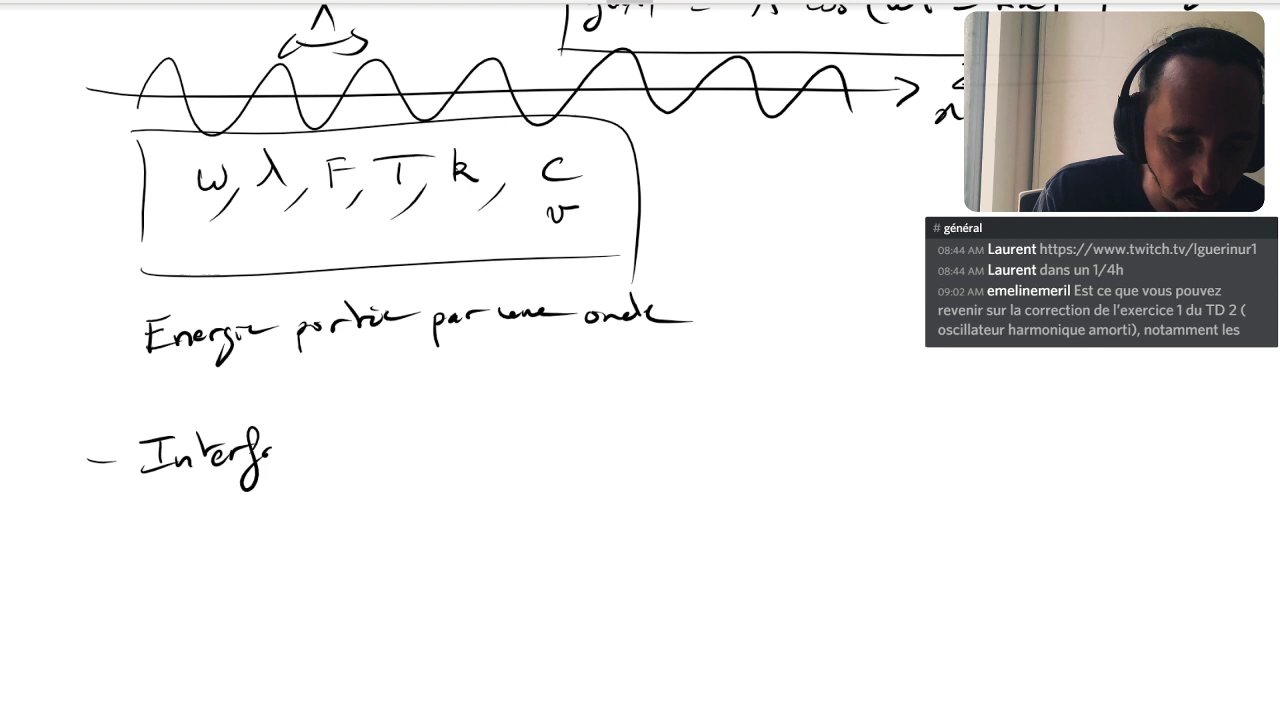 λ
ω, λ, F, T, k, c
v
Energie portée par une onde
- Interfé
# général
08:44 AM Laurent https://www.twitch.tv/lguerinur1
08:44 AM Laurent dans un 1/4h
09:02 AM emelinemeril Est ce que vous pouvez
revenir sur la correction de l'exercice 1 du TD 2 (
oscillateur harmonique amorti), notamment les